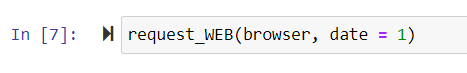 In [7]: request_WEB(browser, date = 1)